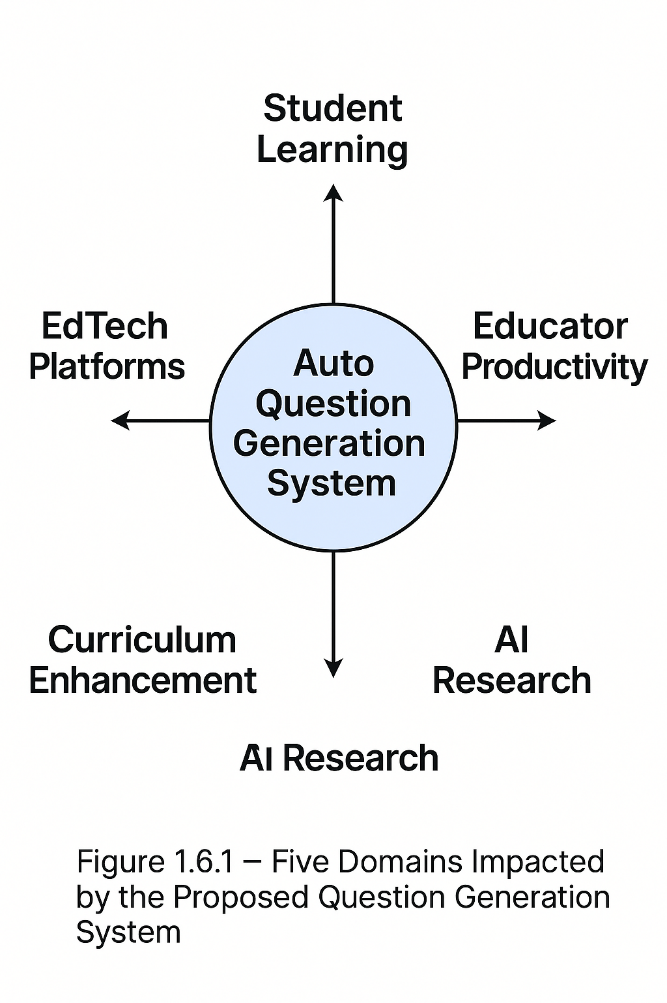 Student
Learning
EdTech
Platforms
Educator
Productivity
Auto
Question
Generation
System
Curriculum
Enhancement
AI
Research
AI Research
Figure 1.6.1 – Five Domains Impacted
by the Proposed Question Generation
System